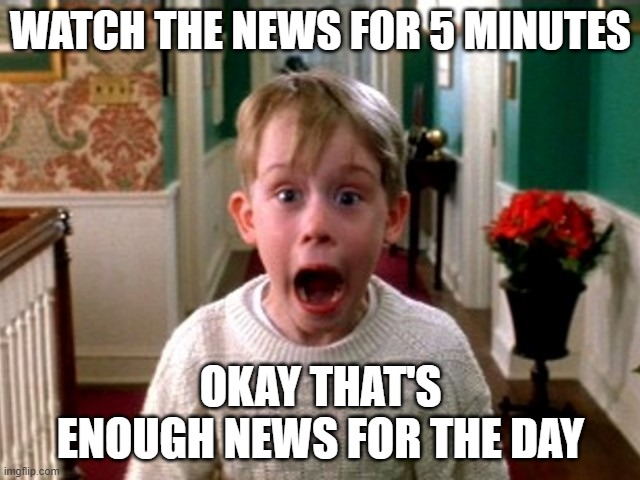 WATCH THE NEWS FOR 5 MINUTES
OKAY THAT'S
ENOUGH NEWS FOR THE DAY
imgflip.com